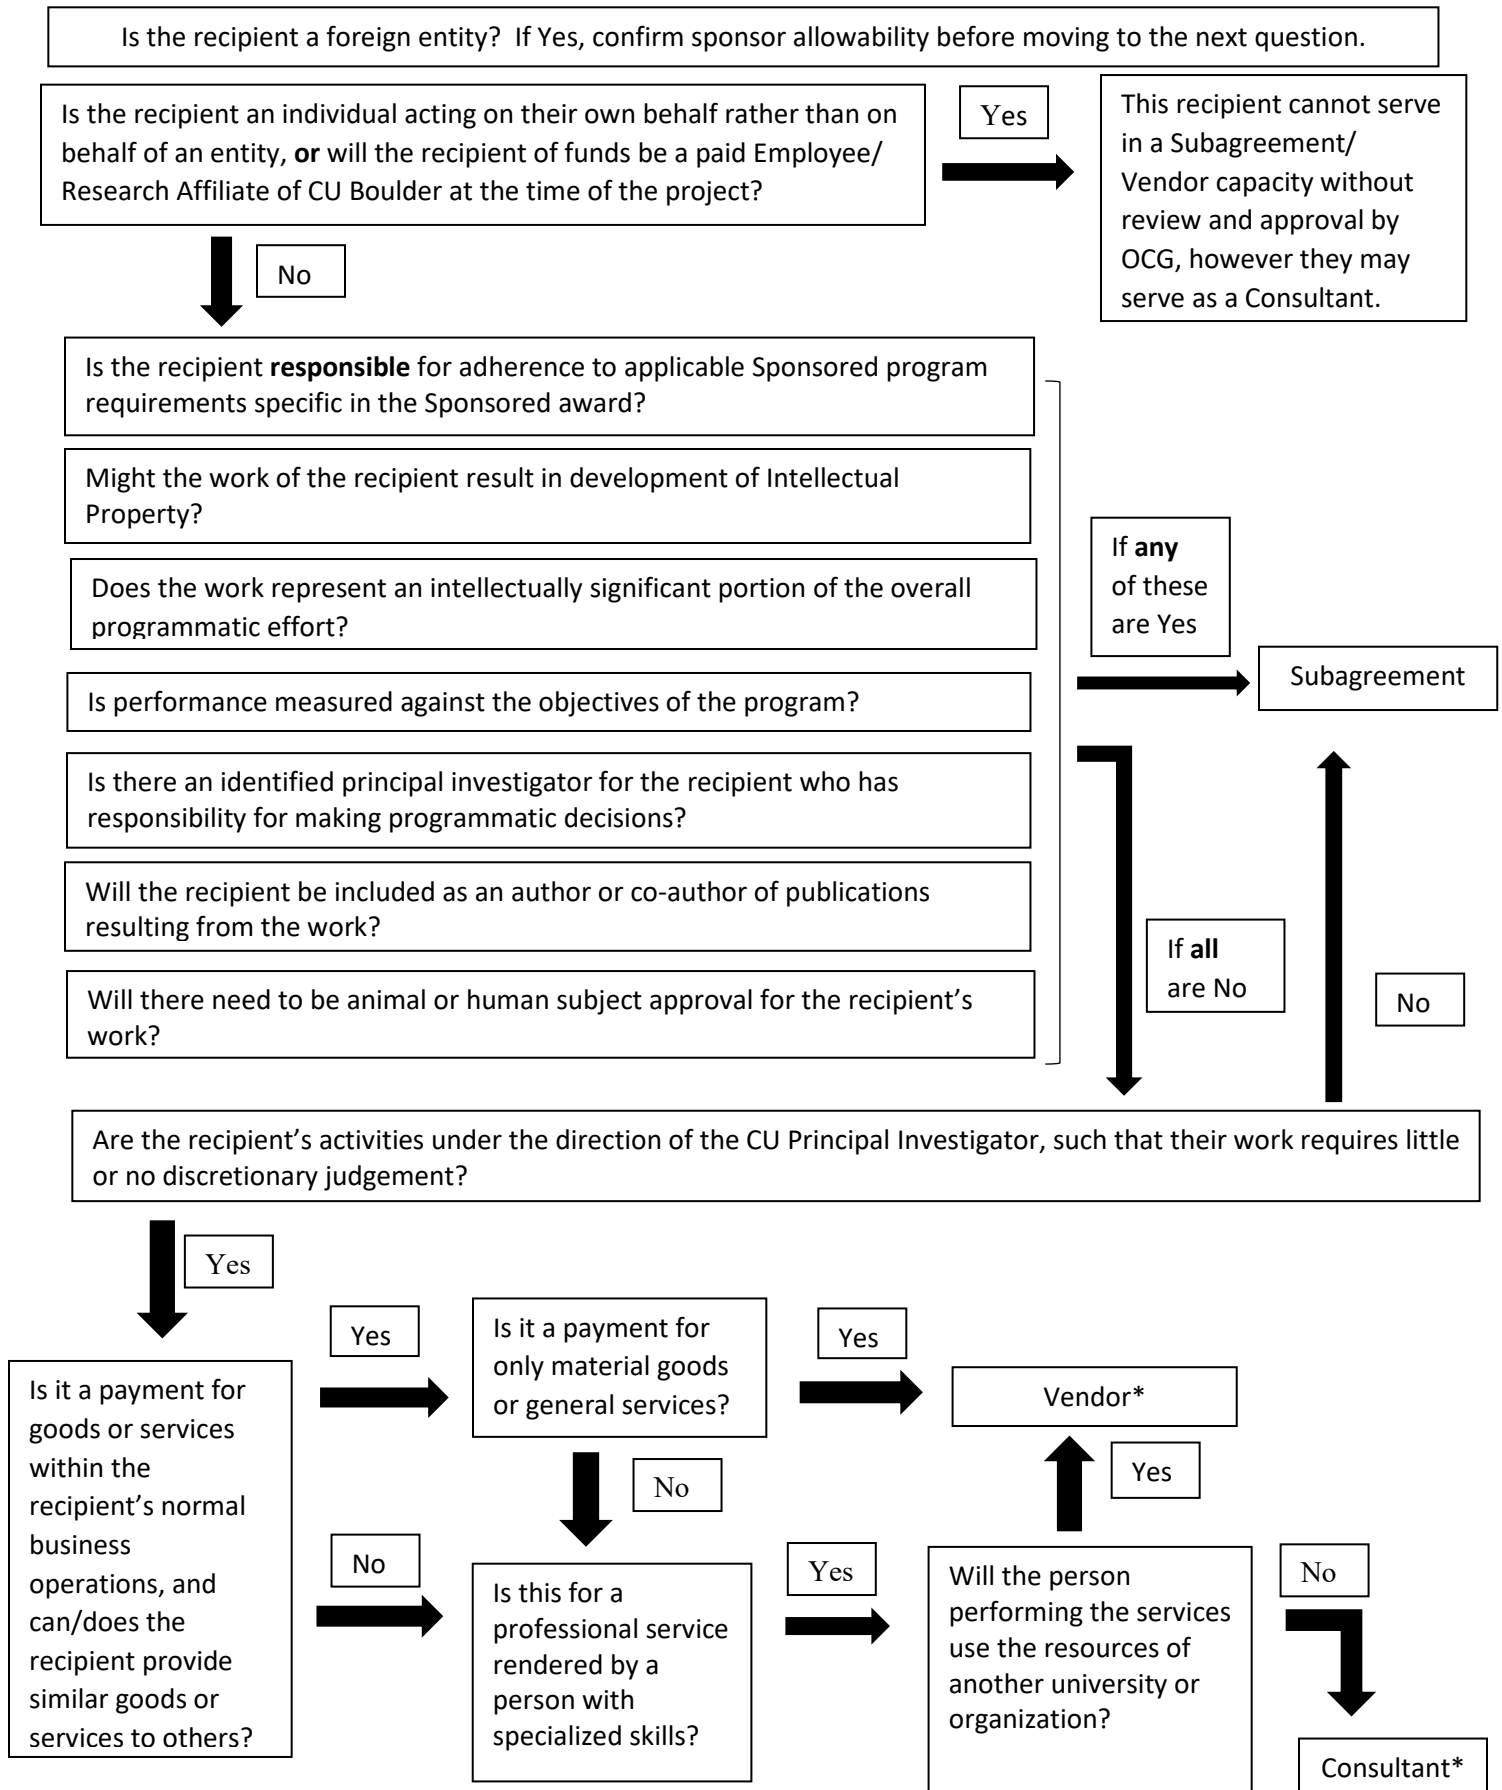 Is the recipient a foreign entity?  If Yes, confirm sponsor allowability before moving to the next question.
Is the recipient an individual acting on their own behalf rather than on
behalf of an entity, or will the recipient of funds be a paid Employee/
Research Affiliate of CU Boulder at the time of the project?
Yes
This recipient cannot serve
in a Subagreement/
Vendor capacity without
review and approval by
OCG, however they may
serve as a Consultant.
No
Is the recipient responsible for adherence to applicable Sponsored program
requirements specific in the Sponsored award?
Might the work of the recipient result in development of Intellectual
Property?
Does the work represent an intellectually significant portion of the overall
programmatic effort?
Is performance measured against the objectives of the program?
Is there an identified principal investigator for the recipient who has
responsibility for making programmatic decisions?
Will the recipient be included as an author or co-author of publications
resulting from the work?
Will there need to be animal or human subject approval for the recipient's
work?
If any
of these
are Yes
Subagreement
If all
are No
No
Are the recipient's activities under the direction of the CU Principal Investigator, such that their work requires little
or no discretionary judgement?
Yes
Is it a payment for
goods or services
within the
recipient's normal
business
operations, and
can/does the
recipient provide
similar goods or
services to others?
Yes
Is it a payment for
only material goods
or general services?
Yes
Vendor*
No
No
Is this for a
professional service
rendered by a
person with
specialized skills?
Yes
Will the person
performing the services
use the resources of
another university or
organization?
Yes
No
Consultant*